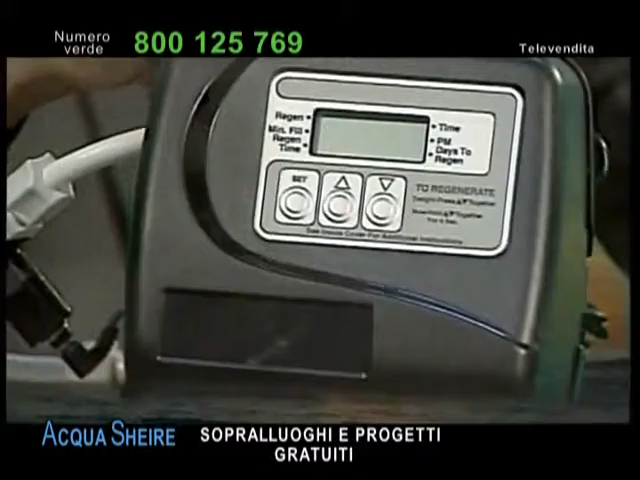 Numero
verde
800 125 769
Televendita
Regen
Min. Fill
Regen
Time
Time
PM
Days To
Regen
SET
TO REGENERATE
ACQUA SHEIRE
SOPRALLUOGHI E PROGETTI
GRATUITI